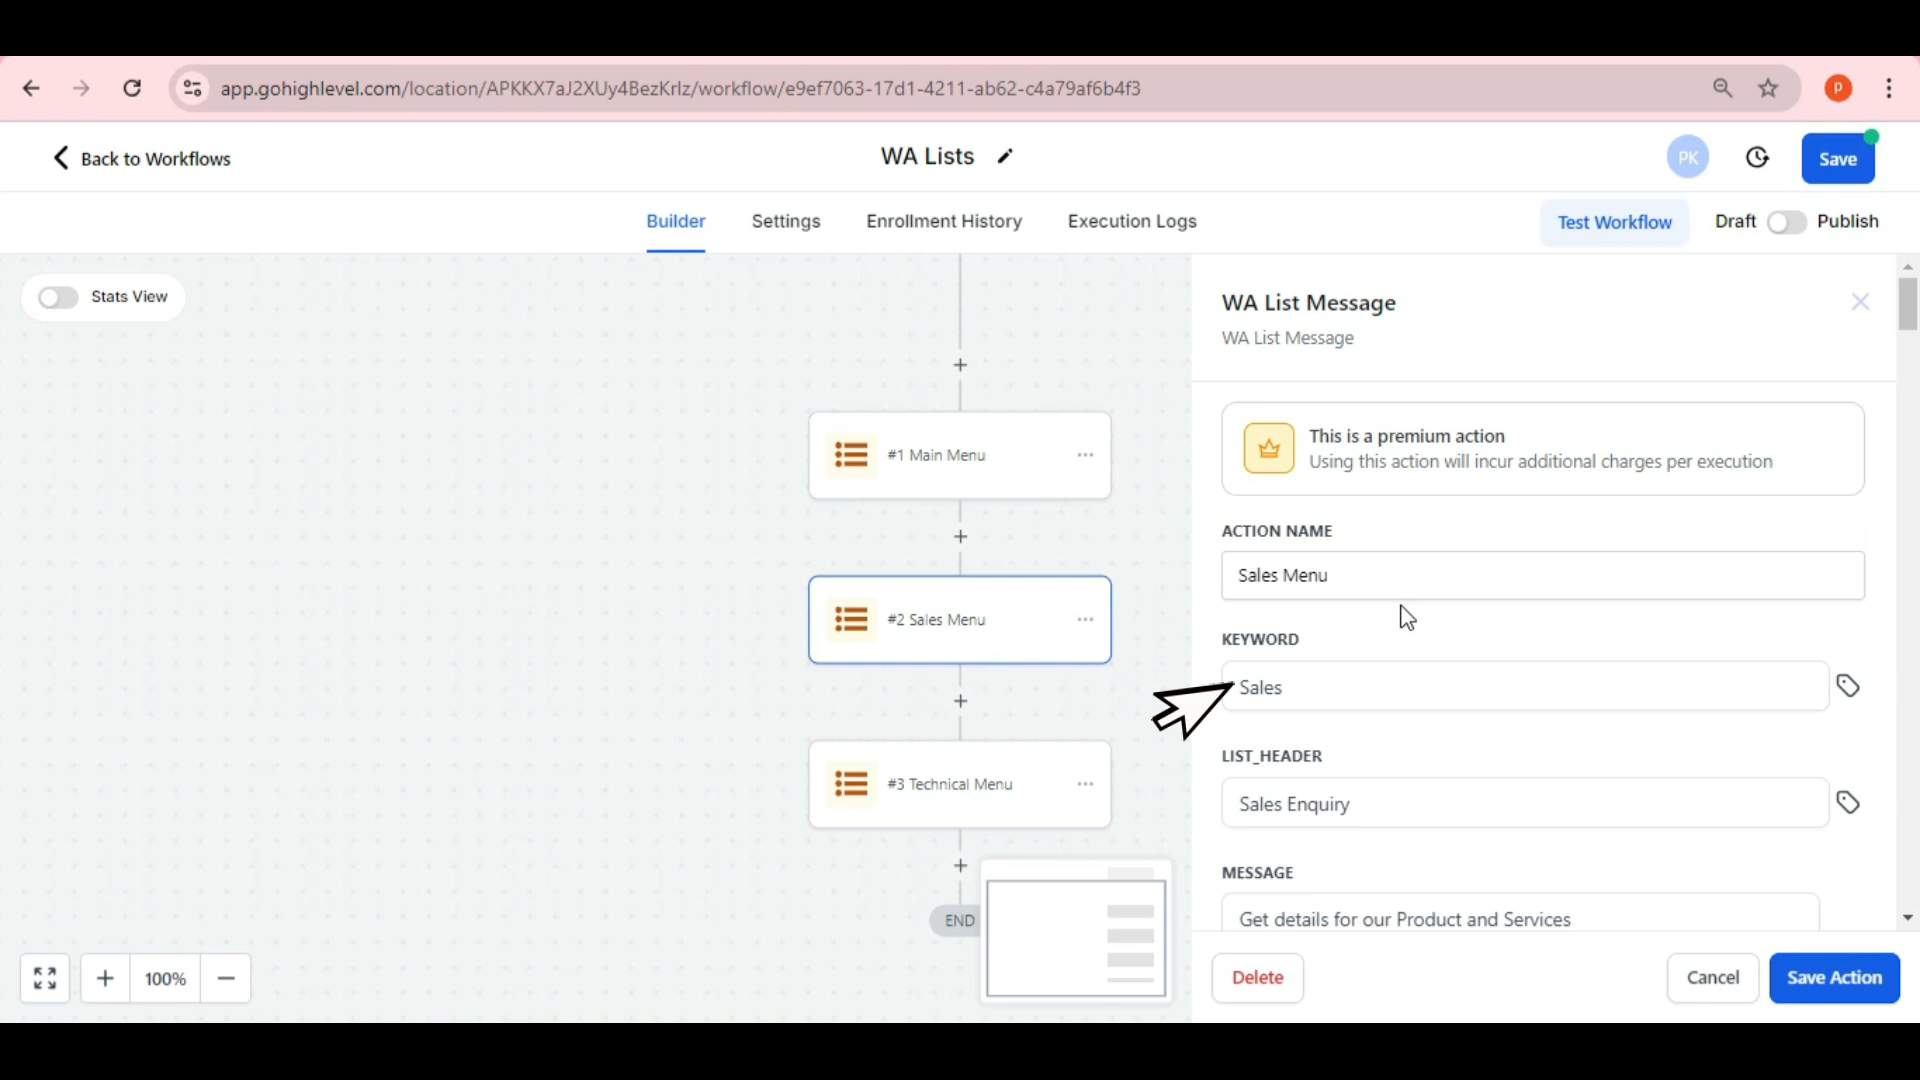 app.gohighlevel.com/location/APKKX7aJ2XUy4BezKrlz/workflow/e9ef7063-17d1-4211-ab62-c4a79af6b4f3
P
Back to Workflows
WA Lists
PK
Save
Builder
Settings
Enrollment History
Execution Logs
Test Workflow
Draft
Publish
Stats View
#1 Main Menu
#2 Sales Menu
#3 Technical Menu
END
100%
WA List Message
WA List Message
This is a premium action
Using this action will incur additional charges per execution
ACTION NAME
Sales Menu
KEYWORD
Sales
LIST_HEADER
Sales Enquiry
MESSAGE
Get details for our Product and Services
Delete
Cancel
Save Action